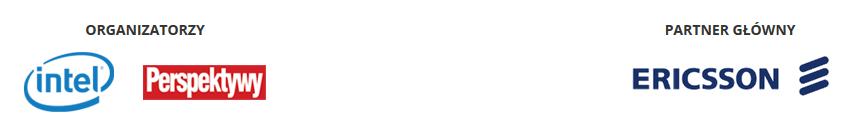 ORGANIZATORZY
intel
Perspektywy
PARTNER GŁÓWNY
ERICSSON